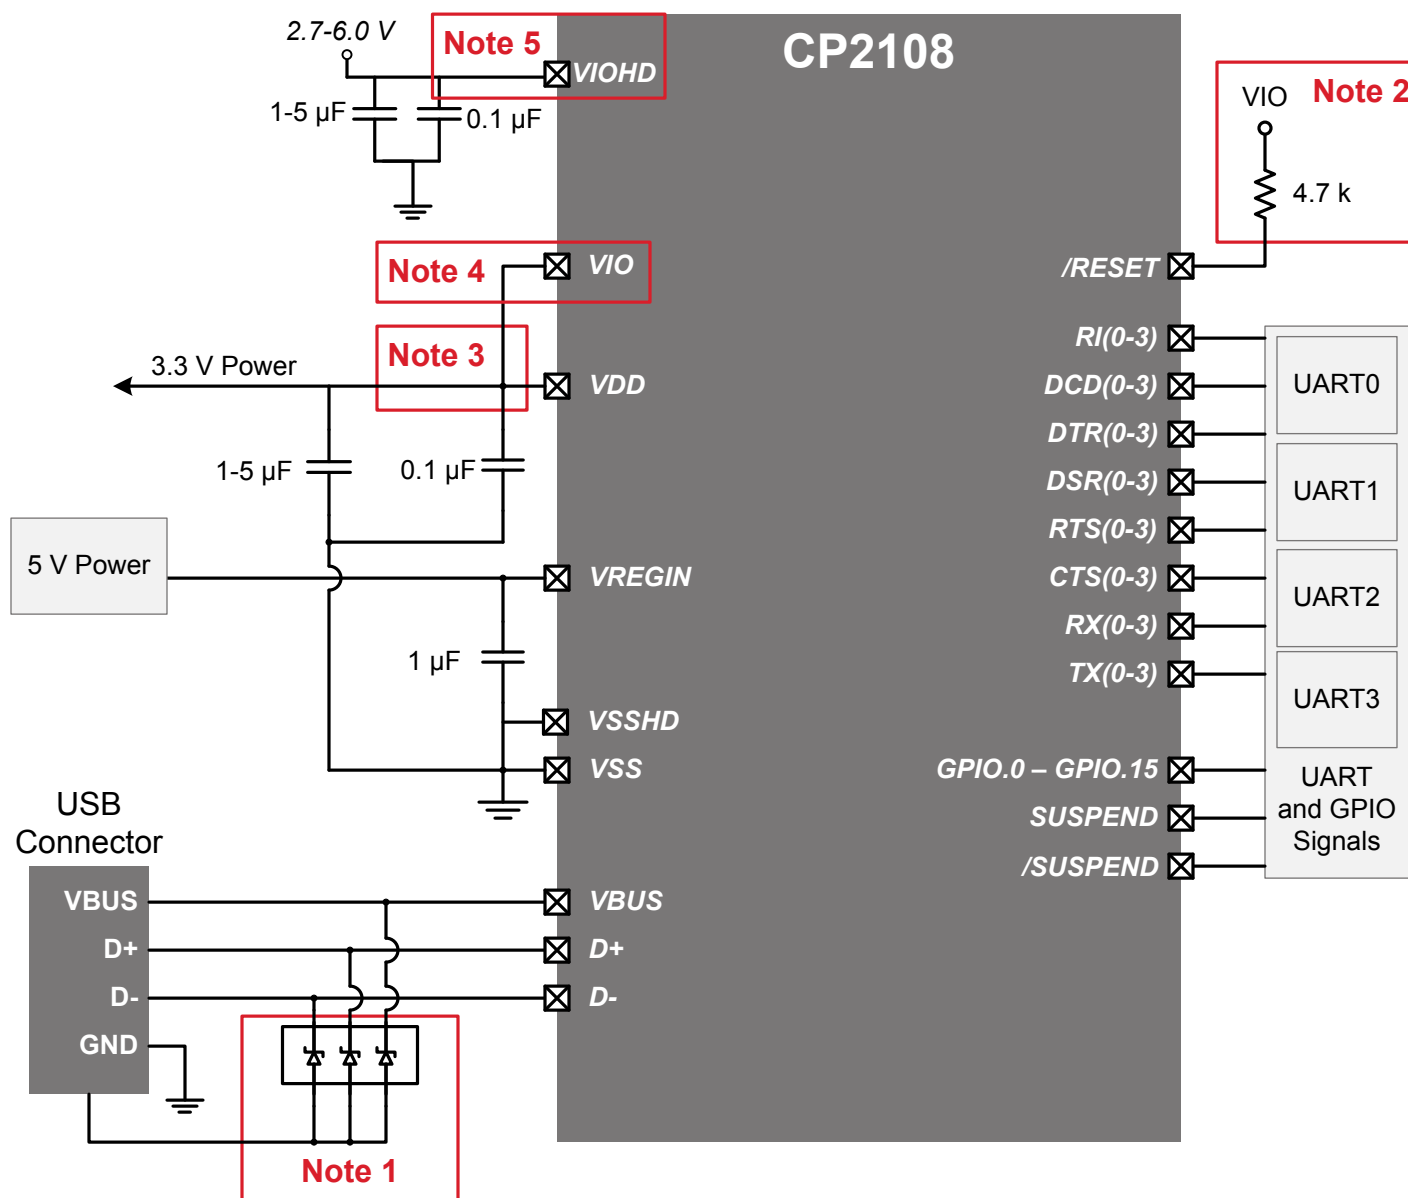 CP2108
2.7-6.0 V
Note 5
VIOHD
1-5 µF
0.1 µF
VIO
Note 2
4.7 k
Note 4
VIO
/RESET
Note 3
3.3 V Power
VDD
1-5 µF
0.1 µF
5 V Power
VREGIN
1 µF
VSSHD
VSS
RI(0-3)
DCD(0-3)
DTR(0-3)
DSR(0-3)
RTS(0-3)
CTS(0-3)
RX(0-3)
TX(0-3)
GPIO.0 – GPIO.15
SUSPEND
/SUSPEND
UART0
UART1
UART2
UART3
UART
and GPIO
Signals
USB
Connector
VBUS
D+
D-
GND
VBUS
D+
D-
Note 1